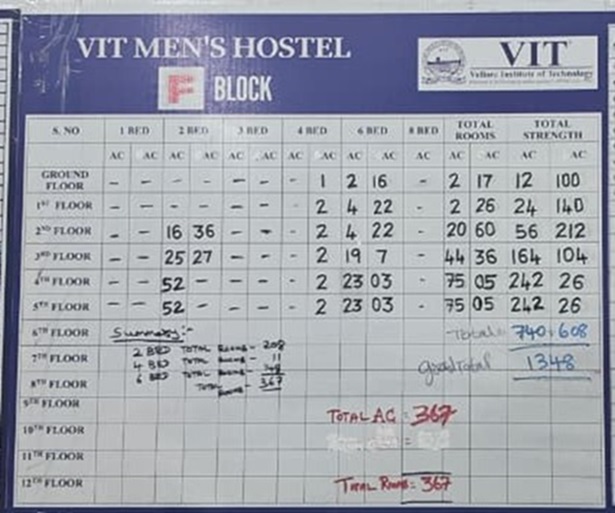 VIT MEN'S HOSTEL
F BLOCK
VIT
Vellore Institute of Technology
S. NO 1 BED 2 BED 3 BED 4 BED 6 BED 8 BED TOTAL ROOMS TOTAL STRENGTH
AC AC AC AC AC AC AC AC AC AC AC AC AC AC
GROUND FLOOR - - - - - - 1 2 16 - 2 17 12 100
1ST FLOOR - - - - - - 2 4 22 - 2 26 24 140
2ND FLOOR - - 16 36 - - 2 4 22 - 20 60 56 212
3RD FLOOR - - 25 27 - - 2 19 7 - 44 36 164 104
4TH FLOOR - - 52 - - - 2 23 03 - 75 05 242 26
5TH FLOOR - - 52 - - - 2 23 03 - 75 05 242 26
6TH FLOOR Summary:- Total 740+608
2 BED TOTAL ROOMS - 208
7TH FLOOR 4 BED TOTAL ROOMS - 11 Grand Total 1348
6 BED TOTAL ROOMS - 148
8TH FLOOR TOTAL ROOMS - 367
9TH FLOOR
10TH FLOOR TOTAL AC = 367
11TH FLOOR
12TH FLOOR TOTAL ROOMS = 367